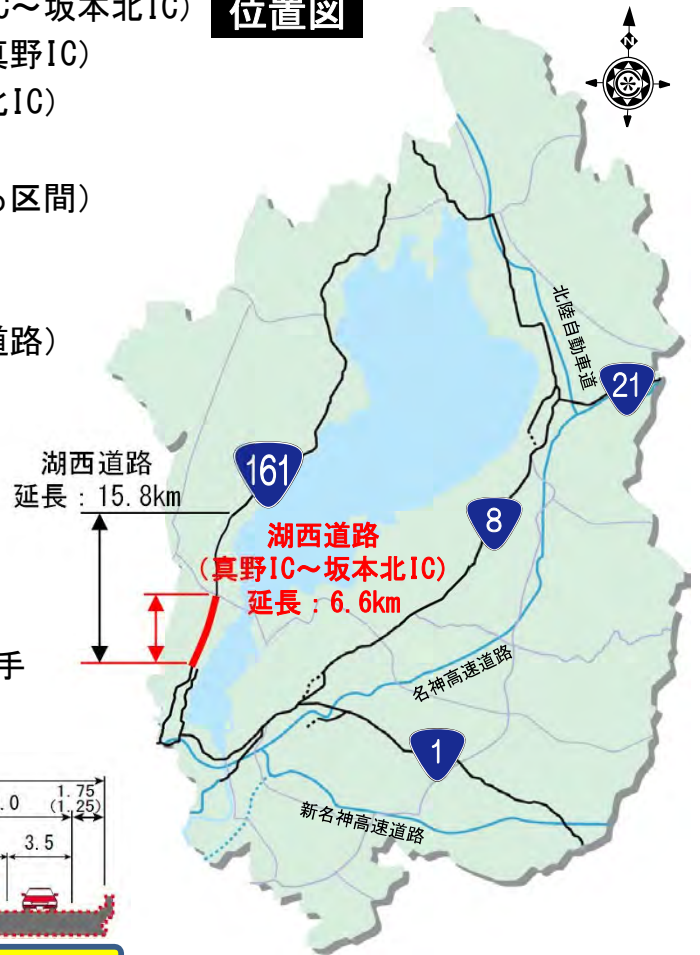 C～坂本北IC)
位置図
真野IC)
北IC)
る区間)
道路)
N
北陸自動車道
21
161
湖西道路
延長：15.8km
8
湖西道路
(真野IC～坂本北IC)
延長：6.6km
手
名神高速道路
1
新名神高速道路
1.75
.0
(1.25)
3.5